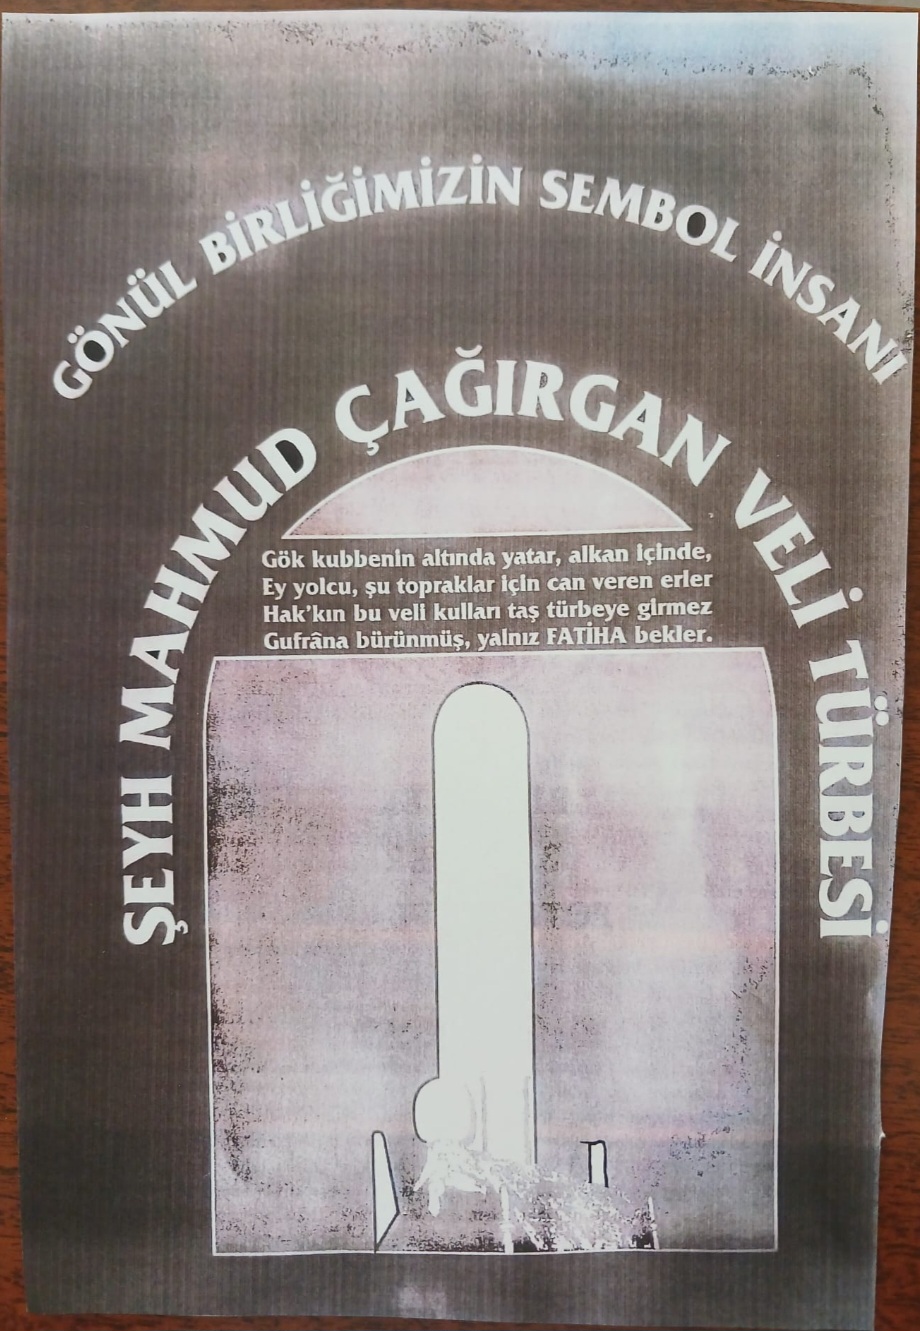 GÖNÜL BİRLİĞİMİZİN SEMBOL İNSANI
ŞEYH MAHMUD ÇAĞIRGAN VELİ TÜRBESİ
Gök kubbenin altında yatar, alkan içinde,
Ey yolcu, şu topraklar için can veren erler
Hak'kın bu veli kulları taş türbeye girmez
Gufrâna bürünmüş, yalnız FATİHA bekler.